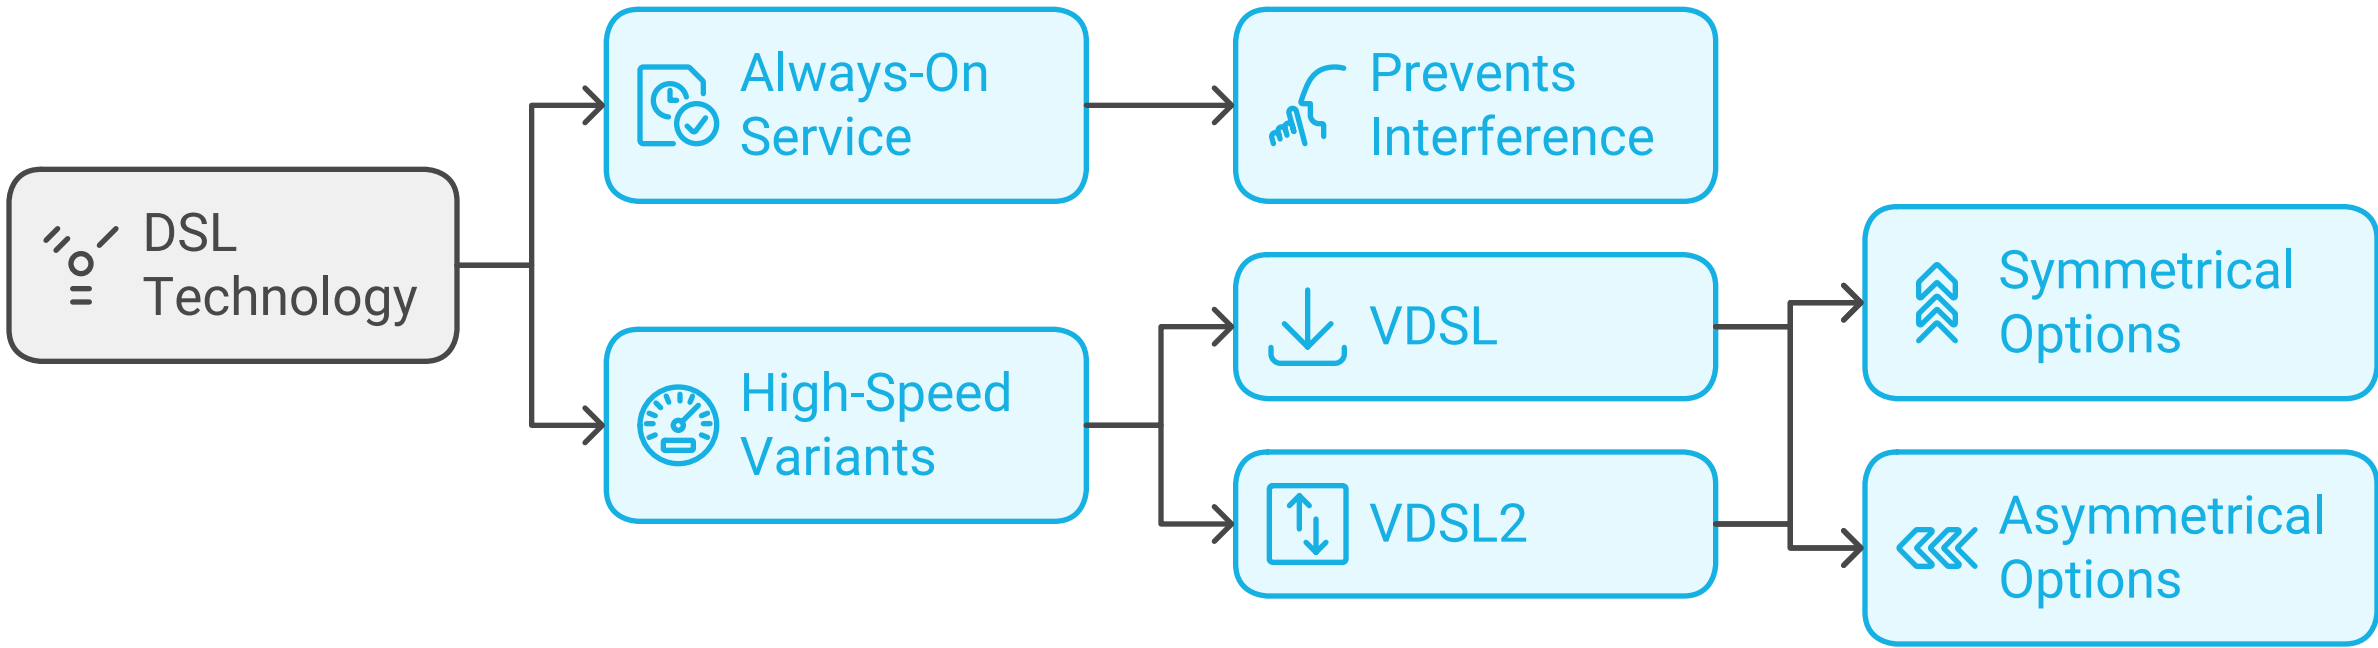 DSL
Technology
Always-On
Service
Prevents
Interference
High-Speed
Variants
VDSL
VDSL2
Symmetrical
Options
Asymmetrical
Options